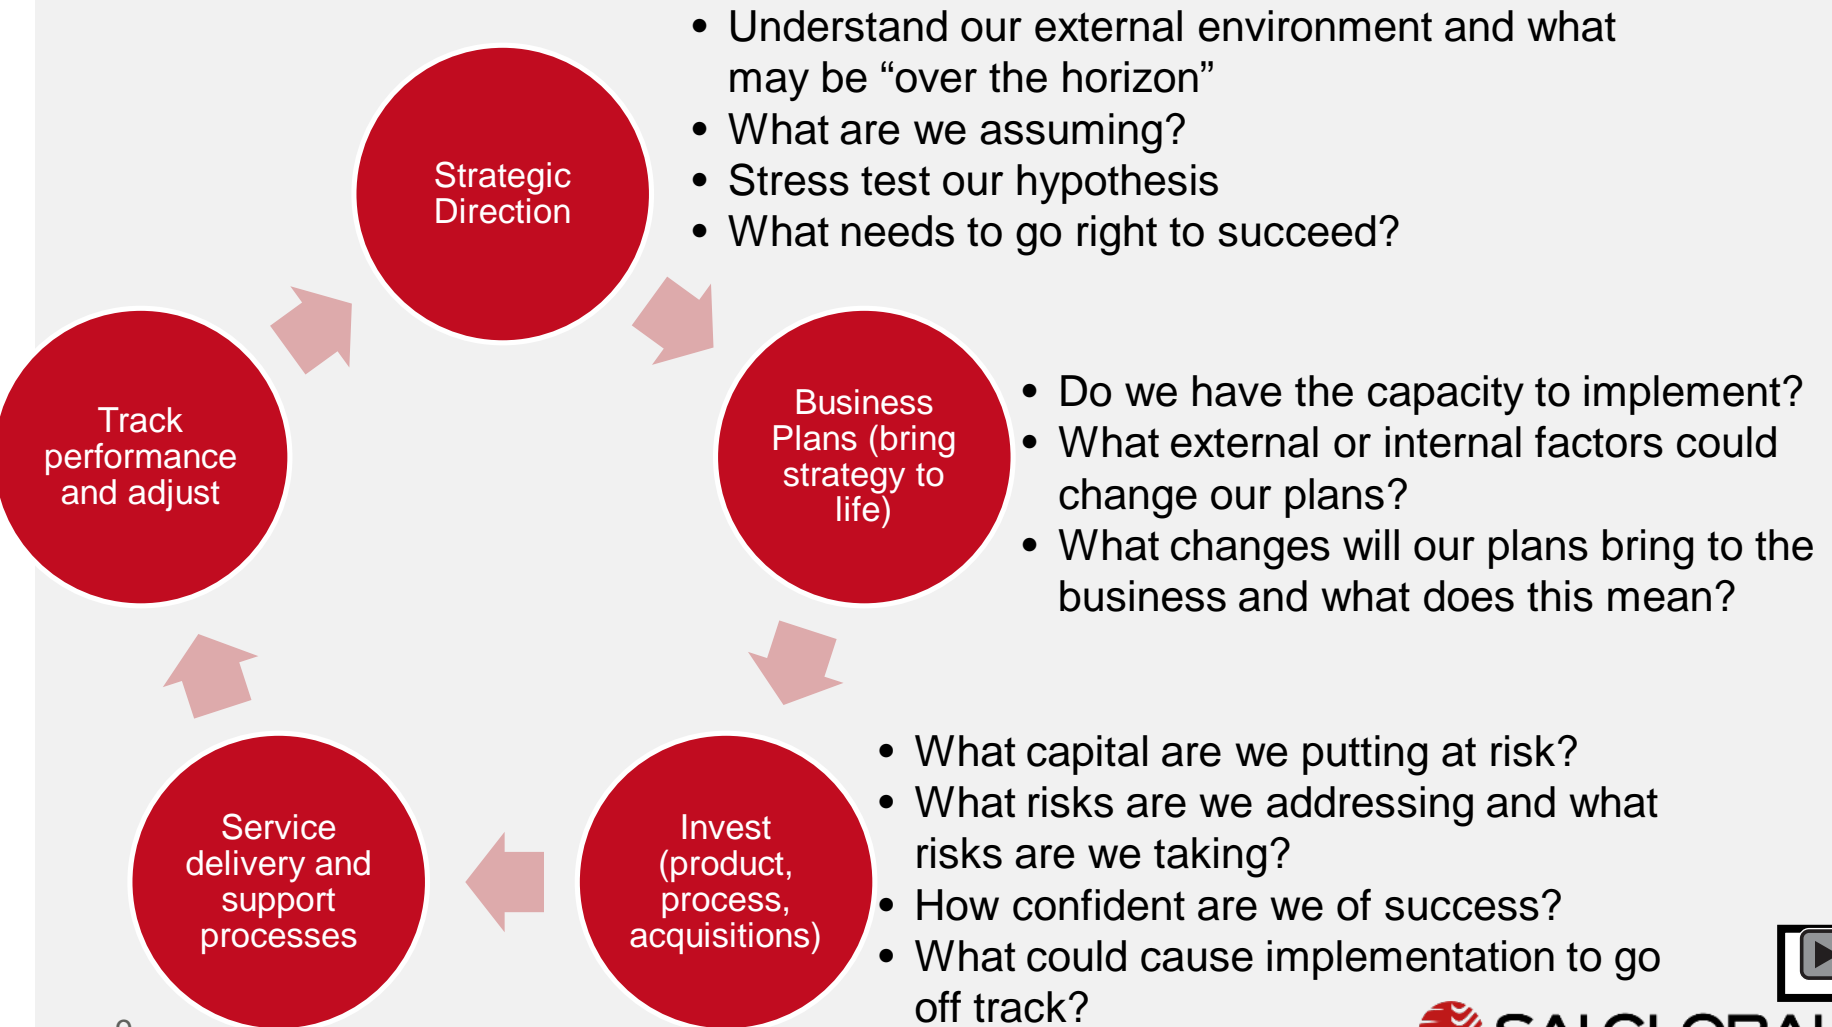 • Understand our external environment and what
may be “over the horizon”
• What are we assuming?
• Stress test our hypothesis
• What needs to go right to succeed?
Strategic
Direction
Business
Plans (bring
strategy to
life)
• Do we have the capacity to implement?
• What external or internal factors could
change our plans?
• What changes will our plans bring to the
business and what does this mean?
Invest
(product,
process,
acquisitions)
• What capital are we putting at risk?
• What risks are we addressing and what
risks are we taking?
• How confident are we of success?
• What could cause implementation to go
off track?
Service
delivery and
support
processes
Track
performance
and adjust
SAI GLOBAL